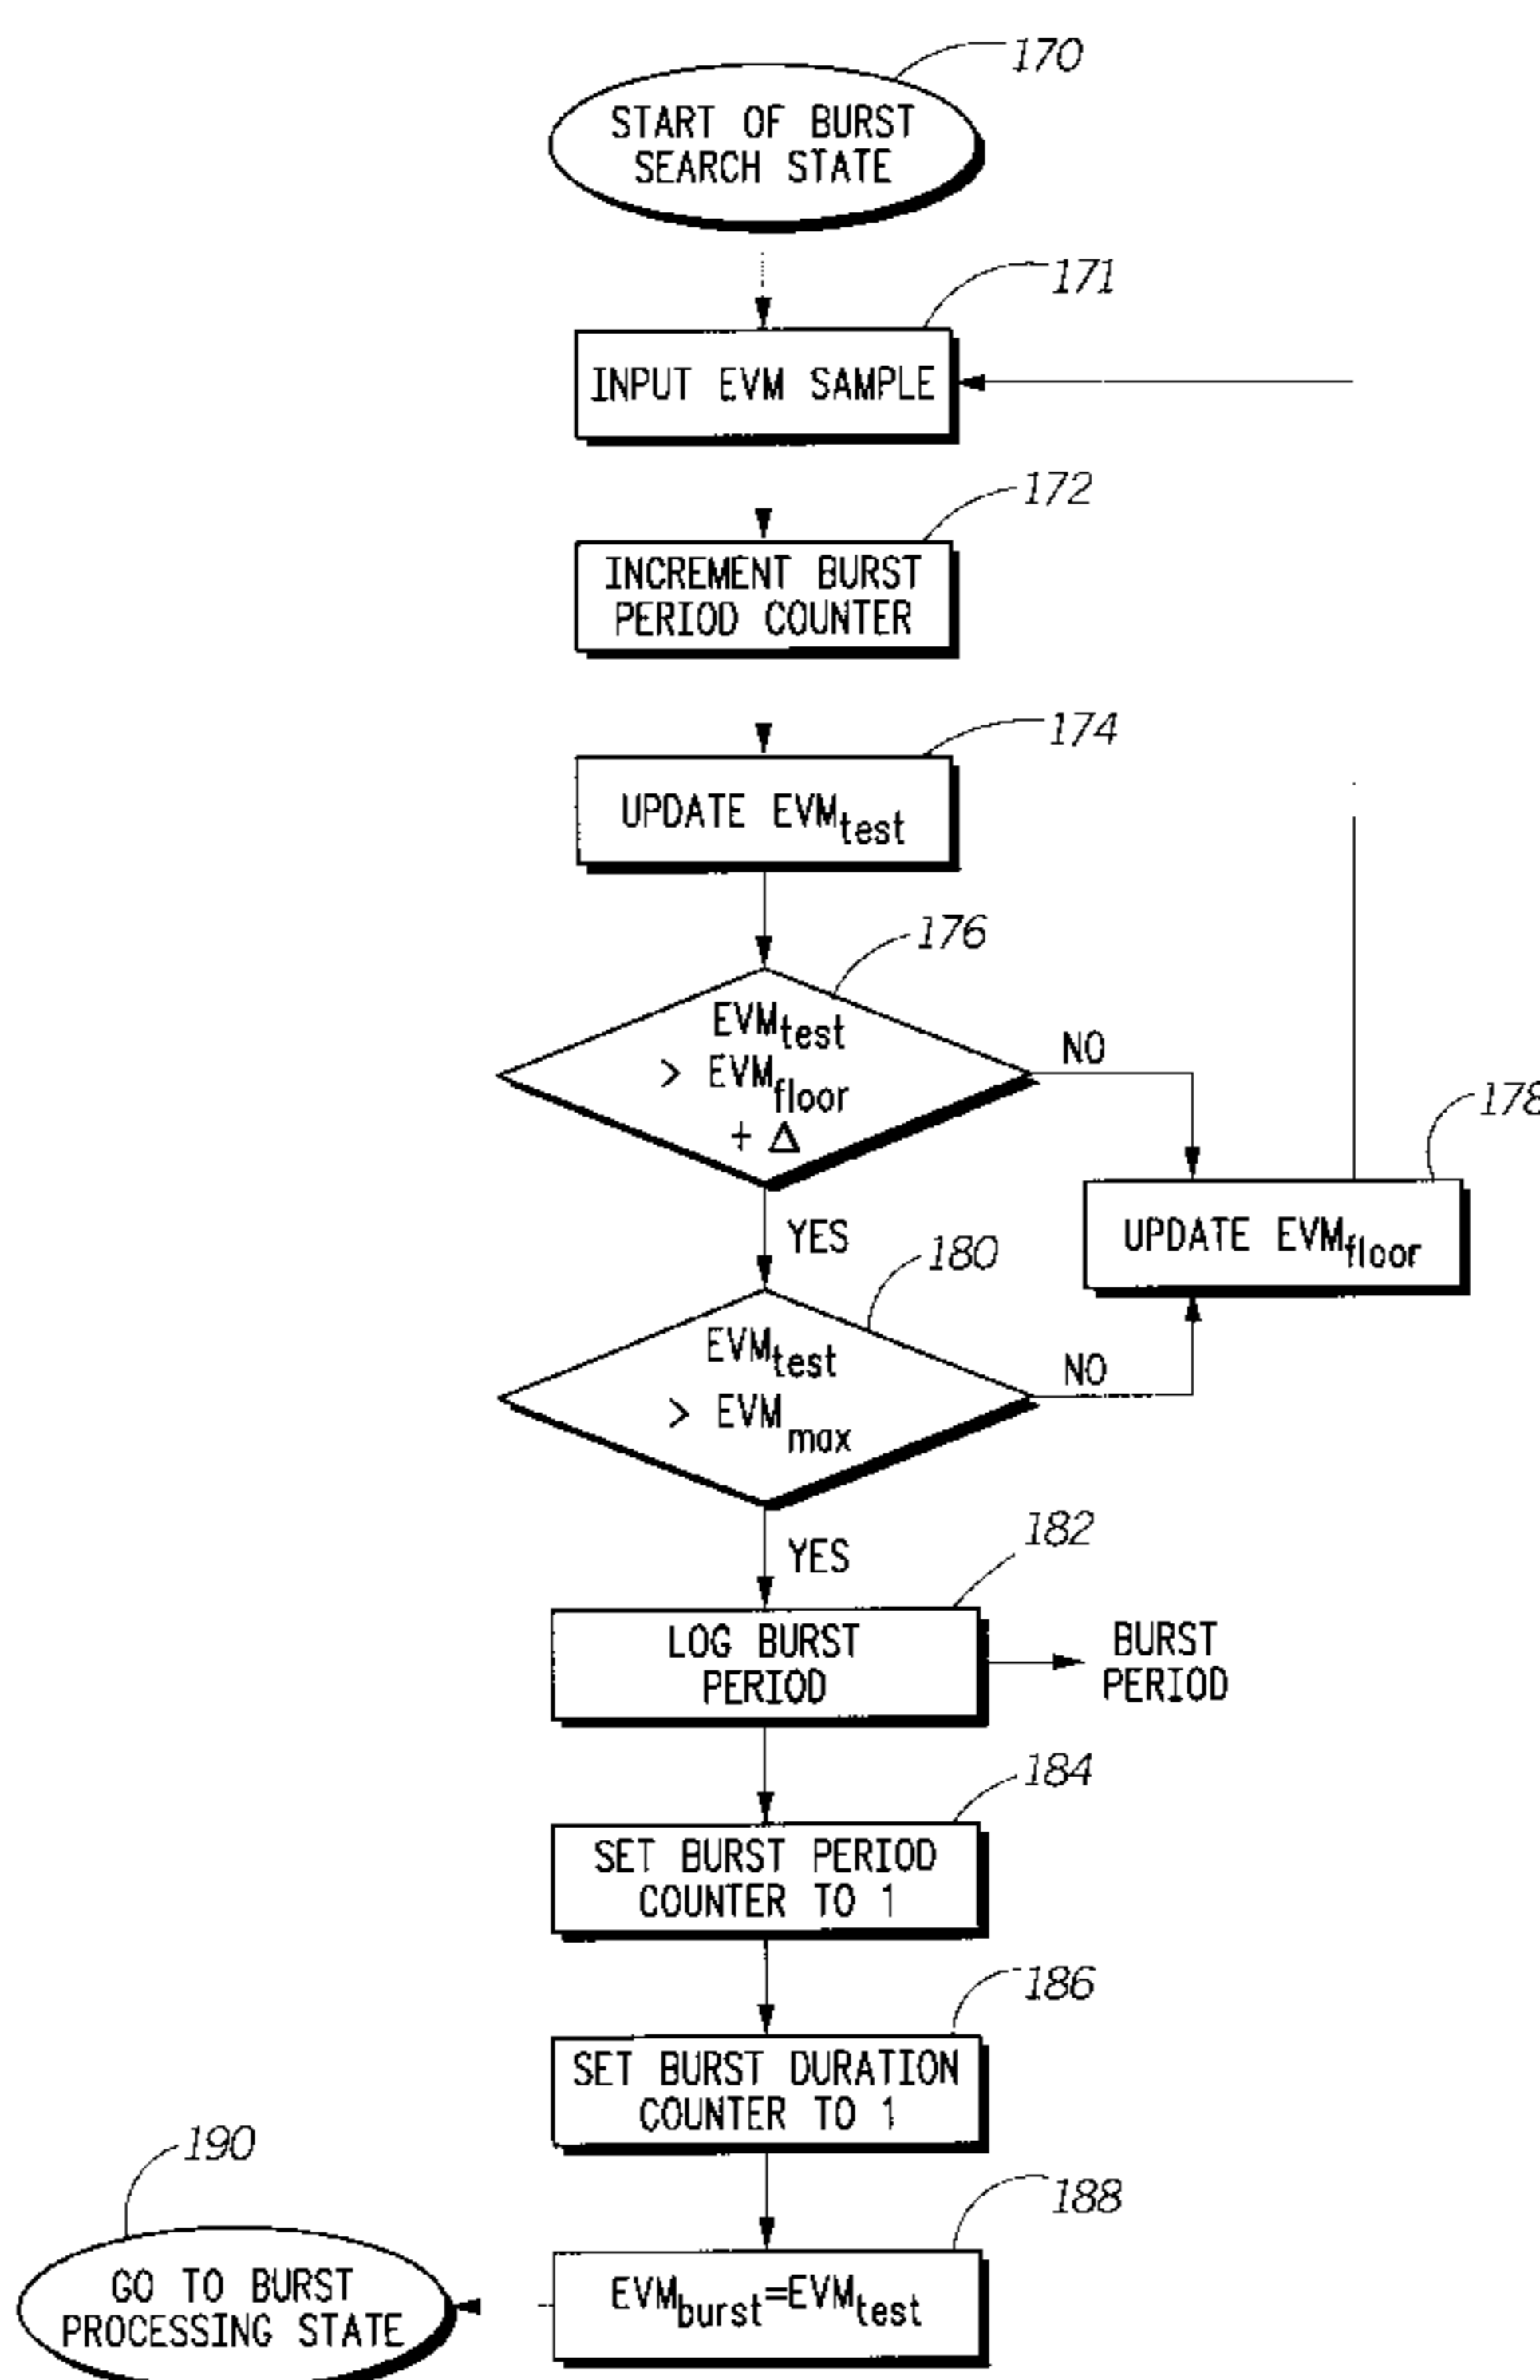 170
START OF BURST
SEARCH STATE
171
INPUT EVM SAMPLE
172
INCREMENT BURST
PERIOD COUNTER
174
UPDATE EVMtest
176
EVMtest
> EVMfloor
+ Δ
NO
178
UPDATE EVMfloor
YES
180
EVMtest
> EVMmax
NO
YES
182
LOG BURST
PERIOD
BURST
PERIOD
184
SET BURST PERIOD
COUNTER TO 1
186
SET BURST DURATION
COUNTER TO 1
188
EVMburst=EVMtest
190
GO TO BURST
PROCESSING STATE